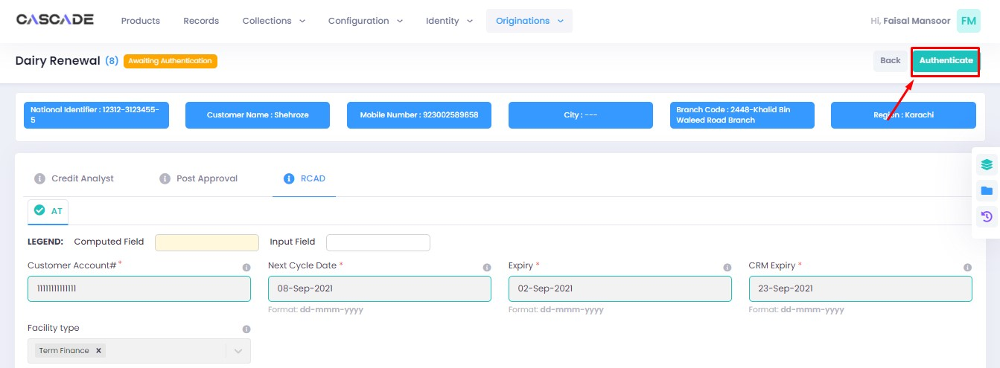 CASCADE Products Records Collections Configuration Identity Originations Hi, Faisal Mansoor FM
Dairy Renewal (8) Awaiting Authentication Back Authenticate
National Identifier : 12312-3123455-
5
Customer Name : Shehroze
Mobile Number : 923002589658
City : ---
Branch Code : 2448-Khalid Bin
Waleed Road Branch
Region : Karachi
Credit Analyst Post Approval RCAD
AT
LEGEND: Computed Field Input Field
Customer Account#* Next Cycle Date * Expiry * CRM Expiry *
11111111111111 08-Sep-2021 02-Sep-2021 23-Sep-2021
Format: dd-mmm-yyyy Format: dd-mmm-yyyy Format: dd-mmm-yyyy
Facility type
Term Finance